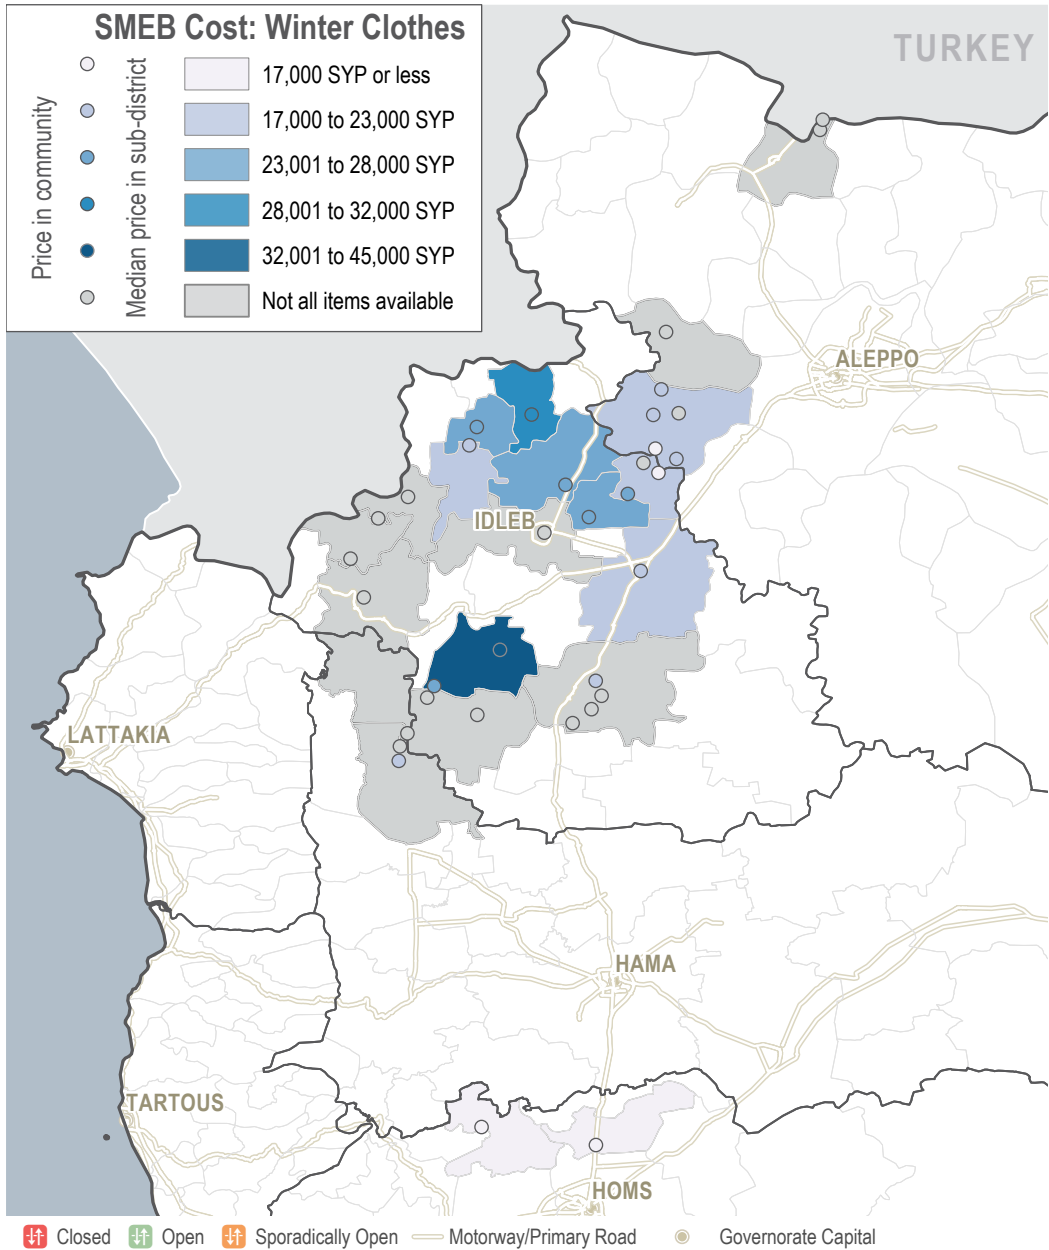 SMEB Cost: Winter Clothes
Price in community
Median price in sub-district
17,000 SYP or less
17,000 to 23,000 SYP
23,001 to 28,000 SYP
28,001 to 32,000 SYP
32,001 to 45,000 SYP
Not all items available
TURKEY
ALEPPO
IDLEB
LATTAKIA
HAMA
TARTOUS
HOMS
Closed
Open
Sporadically Open
Motorway/Primary Road
Governorate Capital